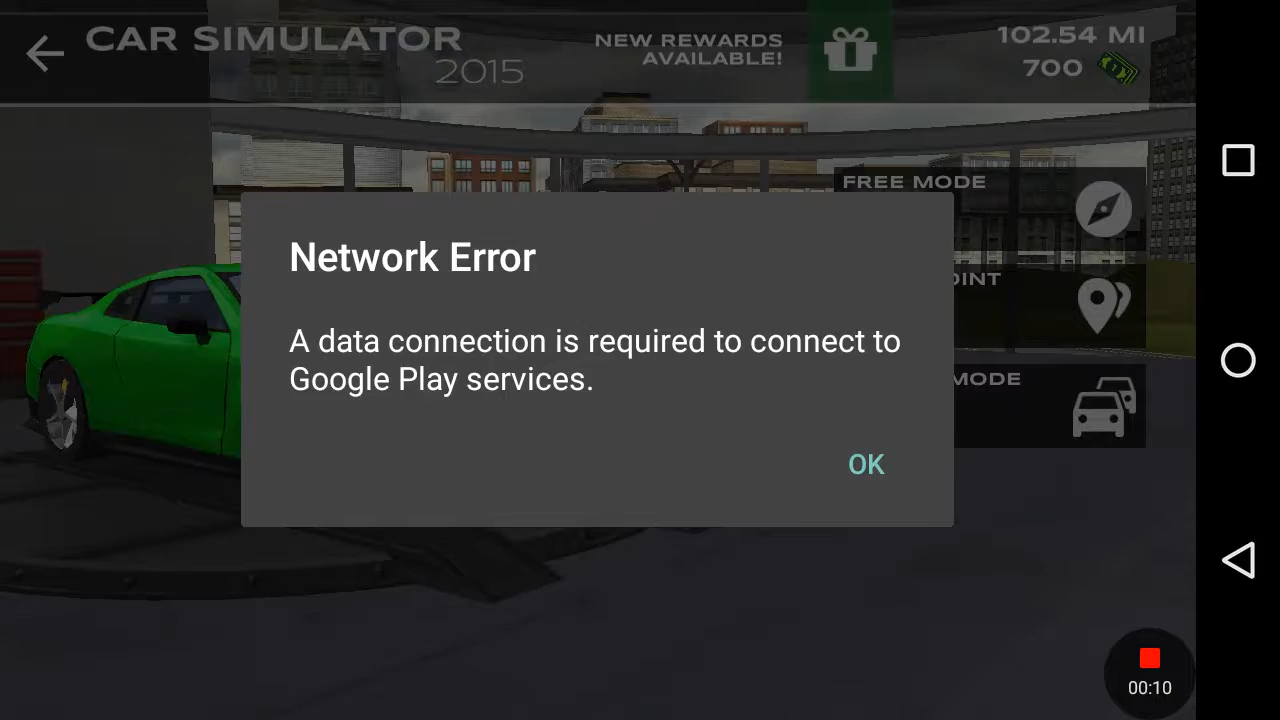 CAR SIMULATOR
2015
NEW REWARDS
AVAILABLE!
102.54 MI
700
FREE MODE
OINT
MODE
Network Error
A data connection is required to connect to
Google Play services.
OK
00:10